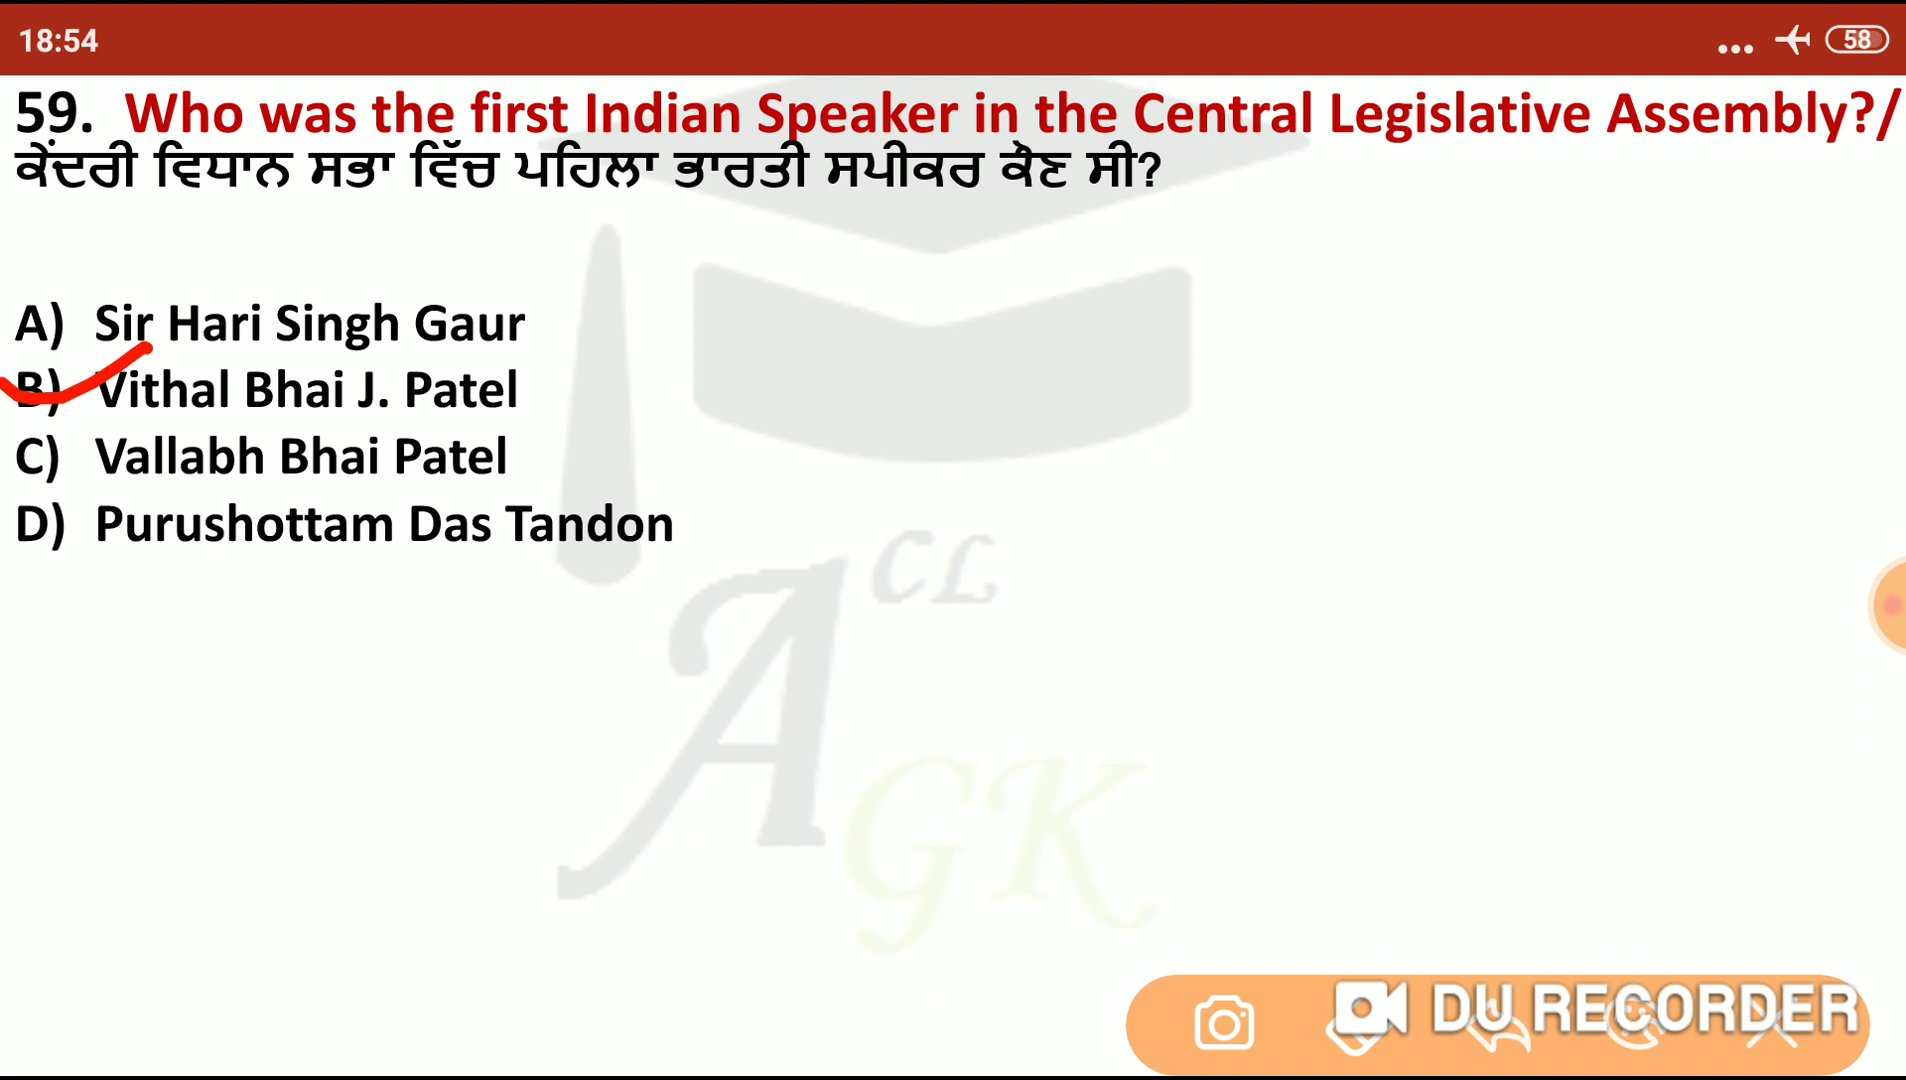 18:54
... 58
59. Who was the first Indian Speaker in the Central Legislative Assembly?/
ਕੇਂਦਰੀ ਵਿਧਾਨ ਸਭਾ ਵਿੱਚ ਪਹਿਲਾ ਭਾਰਤੀ ਸਪੀਕਰ ਕੌਣ ਸੀ?
A) Sir Hari Singh Gaur
B) Vithal Bhai J. Patel
C) Vallabh Bhai Patel
D) Purushottam Das Tandon
A CL
GK
DU RECORDER